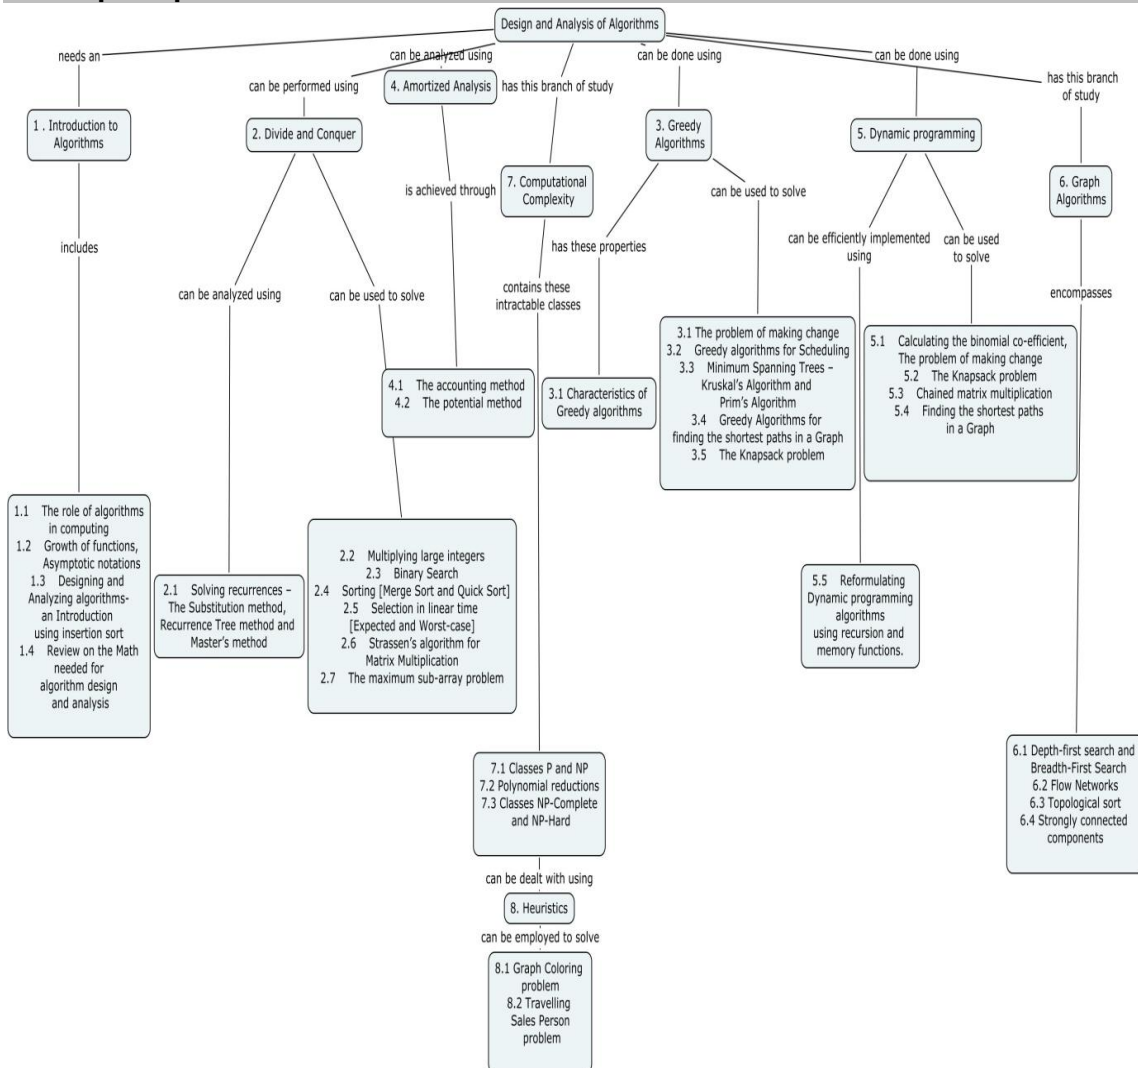 Design and Analysis of Algorithms
needs an
can be analyzed using
can be done using
can be done using
can be performed using
4. Amortized Analysis
has this branch of study
has this branch
of study
1 . Introduction to
Algorithms
2. Divide and Conquer
3. Greedy
Algorithms
5. Dynamic programming
7. Computational
Complexity
6. Graph
Algorithms
is achieved through
can be used to solve
includes
has these properties
can be efficiently implemented
using
can be used
to solve
can be analyzed using
can be used to solve
contains these
intractable classes
encompasses
3.1 The problem of making change
3.2 Greedy algorithms for Scheduling
3.3 Minimum Spanning Trees –
Kruskal's Algorithm and
Prim's Algorithm
3.4 Greedy Algorithms for
finding the shortest paths in a Graph
3.5 The Knapsack problem
5.1 Calculating the binomial co-efficient,
The problem of making change
5.2 The Knapsack problem
5.3 Chained matrix multiplication
5.4 Finding the shortest paths
in a Graph
4.1 The accounting method
4.2 The potential method
3.1 Characteristics of
Greedy algorithms
1.1 The role of algorithms
in computing
1.2 Growth of functions,
Asymptotic notations
1.3 Designing and
Analyzing algorithms-
an Introduction
using insertion sort
1.4 Review on the Math
needed for
algorithm design
and analysis
2.1 Solving recurrences –
The Substitution method,
Recurrence Tree method and
Master's method
2.2 Multiplying large integers
2.3 Binary Search
2.4 Sorting [Merge Sort and Quick Sort]
2.5 Selection in linear time
[Expected and Worst-case]
2.6 Strassen's algorithm for
Matrix Multiplication
2.7 The maximum sub-array problem
5.5 Reformulating
Dynamic programming
algorithms
using recursion and
memory functions.
7.1 Classes P and NP
7.2 Polynomial reductions
7.3 Classes NP-Complete
and NP-Hard
6.1 Depth-first search and
Breadth-First Search
6.2 Flow Networks
6.3 Topological sort
6.4 Strongly connected
components
can be dealt with using
8. Heuristics
can be employed to solve
8.1 Graph Coloring
problem
8.2 Travelling
Sales Person
problem